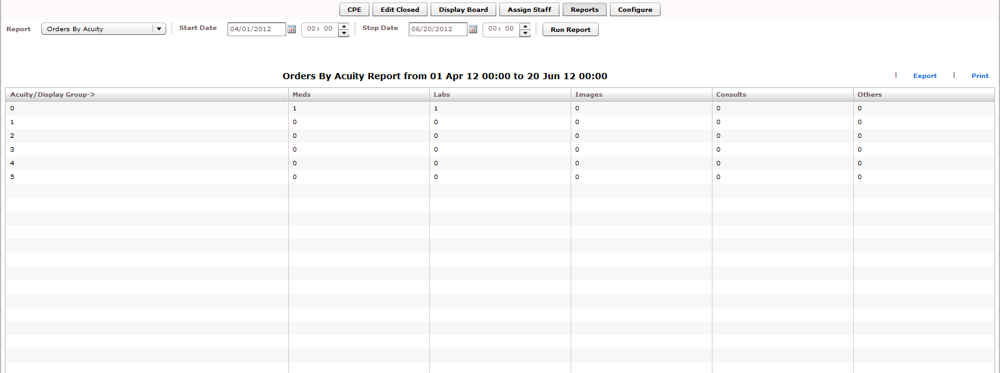 CPE Edit Closed Display Board Assign Staff Reports Configure
Report Orders By Acuity Start Date 04/01/2012 00: 00 Stop Date 06/20/2012 00: 00 Run Report
Orders By Acuity Report from 01 Apr 12 00:00 to 20 Jun 12 00:00 | Export | Print
Acuity/Display Group-> Meds Labs Images Consults Others
0 1 1 0 0 0
1 0 0 0 0 0
2 0 0 0 0 0
3 0 0 0 0 0
4 0 0 0 0 0
5 0 0 0 0 0